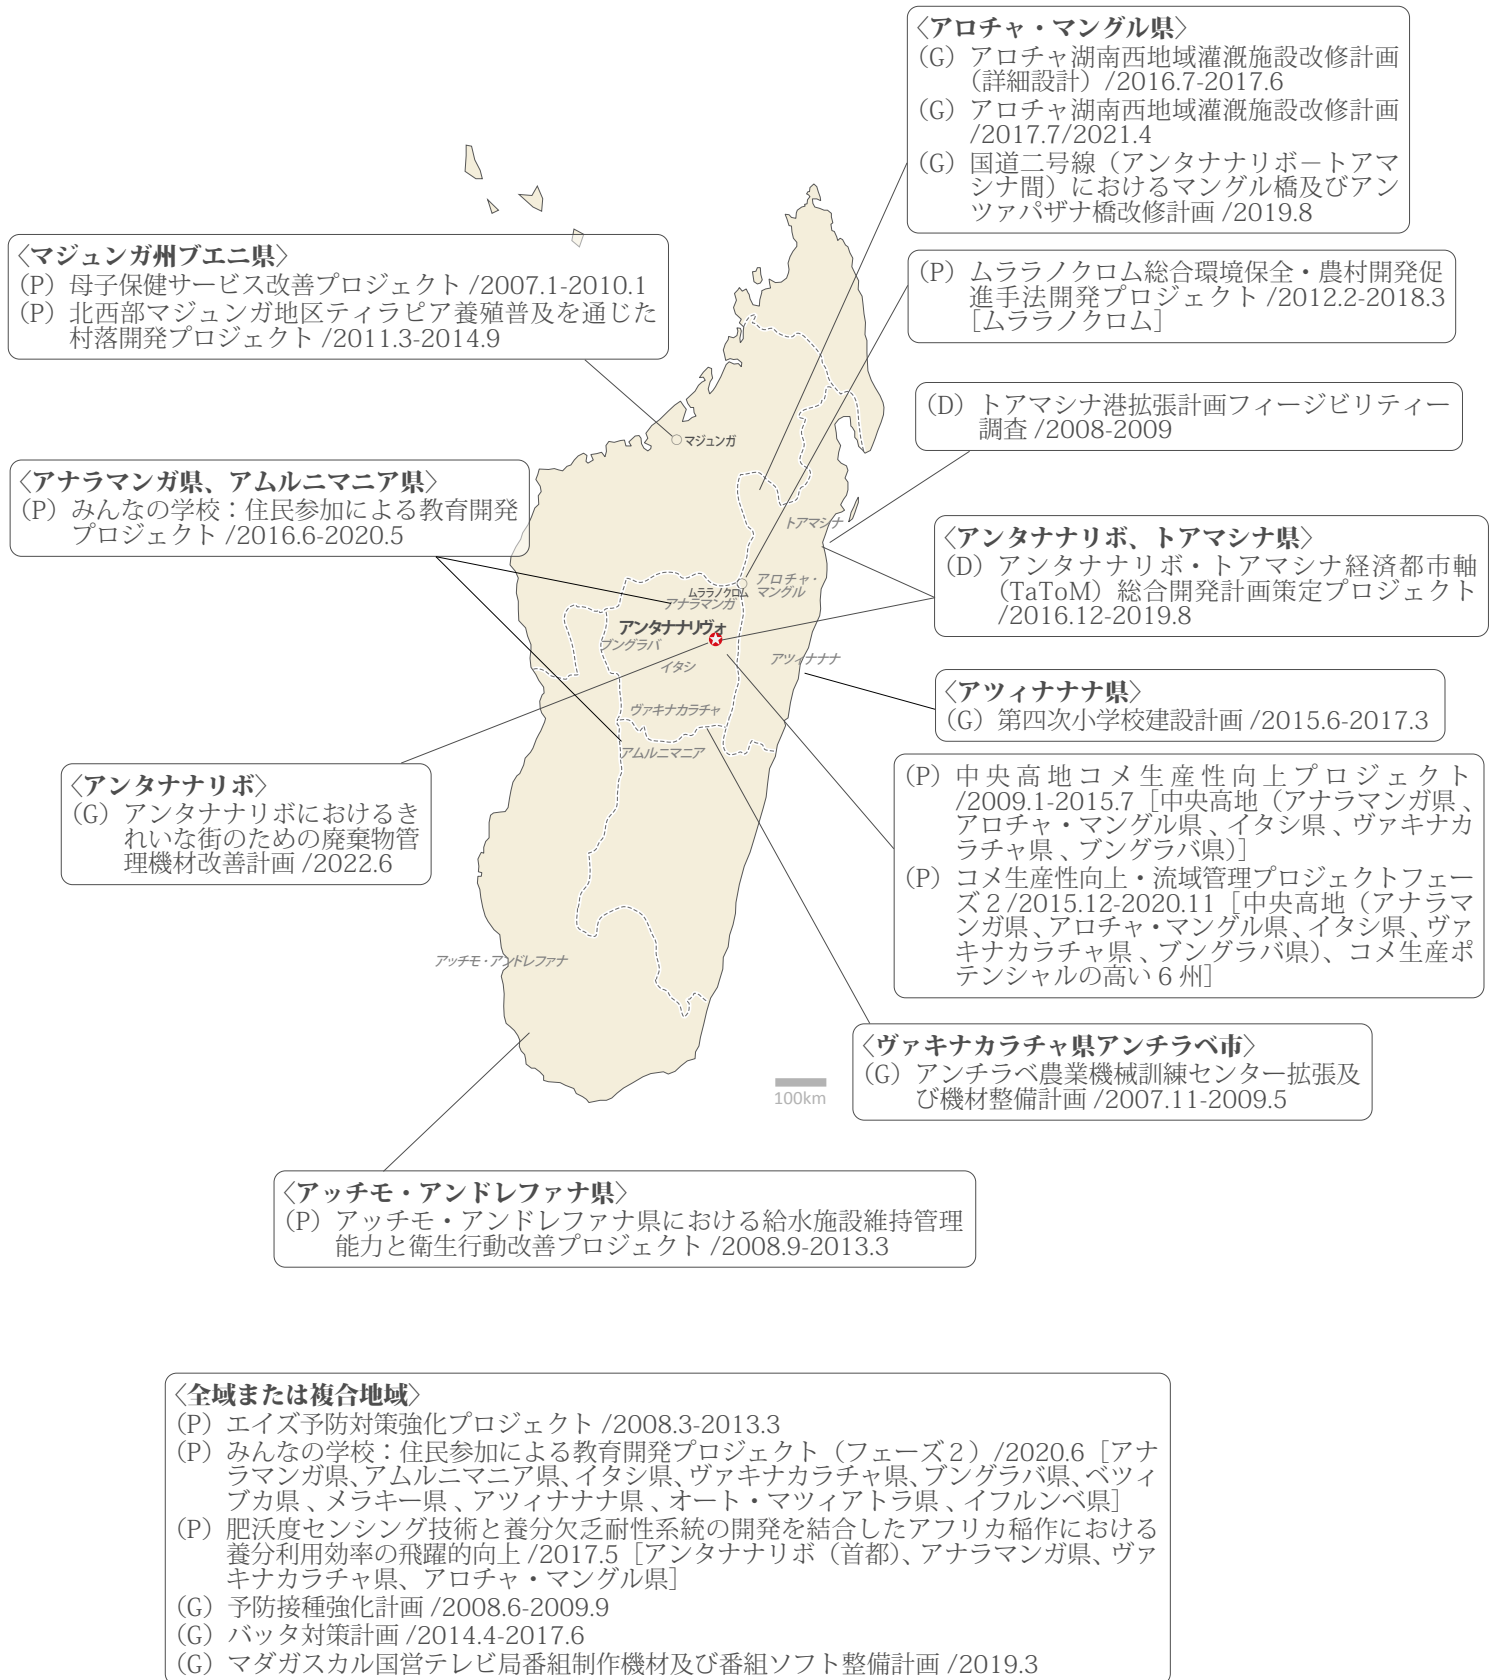 〈アロチャ・マングル県〉
（G）アロチャ湖南西地域灌漑施設改修計画
（詳細設計）/2016.7-2017.6
（G）アロチャ湖南西地域灌漑施設改修計画
/2017.7/2021.4
（G）国道二号線（アンタナナリボ－トアマ
シナ間）におけるマングル橋及びアン
ツァパザナ橋改修計画 /2019.8
〈マジュンガ州ブエニ県〉
（P）母子保健サービス改善プロジェクト /2007.1-2010.1
（P）北西部マジュンガ地区ティラピア養殖普及を通じた
村落開発プロジェクト /2011.3-2014.9
（P）ムララノクロム総合環境保全・農村開発促
進手法開発プロジェクト /2012.2-2018.3
［ムララノクロム］
（D）トアマシナ港拡張計画フィージビリティー
調査 /2008-2009
マジュンガ
〈アナラマンガ県、アムルニマニア県〉
（P）みんなの学校：住民参加による教育開発
プロジェクト /2016.6-2020.5
トアマシナ
〈アンタナナリボ、トアマシナ県〉
（D）アンタナナリボ・トアマシナ経済都市軸
（TaToM）総合開発計画策定プロジェクト
/2016.12-2019.8
アロチャ・
マングル
ムララノクロム
アナラマンガ
アンタナナリヴォ
ブングラバ
イタシ
アツィナナナ
ヴァキナカラチャ
アムルニマニア
〈アツィナナナ県〉
（G）第四次小学校建設計画 /2015.6-2017.3
〈アンタナナリボ〉
（G）アンタナナリボにおけるき
れいな街のための廃棄物管
理機材改善計画 /2022.6
（P）中央高地コメ生産性向上プロジェクト
/2009.1-2015.7［中央高地（アナラマンガ県、
アロチャ・マングル県、イタシ県、ヴァキナカ
ラチャ県、ブングラバ県）］
（P）コメ生産性向上・流域管理プロジェクトフェー
ズ 2 /2015.12-2020.11［中央高地（アナラマ
ンガ県、アロチャ・マングル県、イタシ県、ヴァ
キナカラチャ県、ブングラバ県）、コメ生産ポ
テンシャルの高い 6 州］
アッチモ・アンドレファナ
〈ヴァキナカラチャ県アンチラベ市〉
（G）アンチラベ農業機械訓練センター拡張及
び機材整備計画 /2007.11-2009.5
100km
〈アッチモ・アンドレファナ県〉
（P）アッチモ・アンドレファナ県における給水施設維持管理
能力と衛生行動改善プロジェクト /2008.9-2013.3
〈全域または複合地域〉
（P）エイズ予防対策強化プロジェクト /2008.3-2013.3
（P）みんなの学校：住民参加による教育開発プロジェクト（フェーズ２）/2020.6［アナ
ラマンガ県、アムルニマニア県、イタシ県、ヴァキナカラチャ県、ブングラバ県、ベツィ
ブカ県、メラキー県、アツィナナナ県、オート・マツィアトラ県、イフルンベ県］
（P）肥沃度センシング技術と養分欠乏耐性系統の開発を結合したアフリカ稲作における
養分利用効率の飛躍的向上 /2017.5［アンタナナリボ（首都）、アナラマンガ県、ヴァ
キナカラチャ県、アロチャ・マングル県］
（G）予防接種強化計画 /2008.6-2009.9
（G）バッタ対策計画 /2014.4-2017.6
（G）マダガスカル国営テレビ局番組制作機材及び番組ソフト整備計画 /2019.3